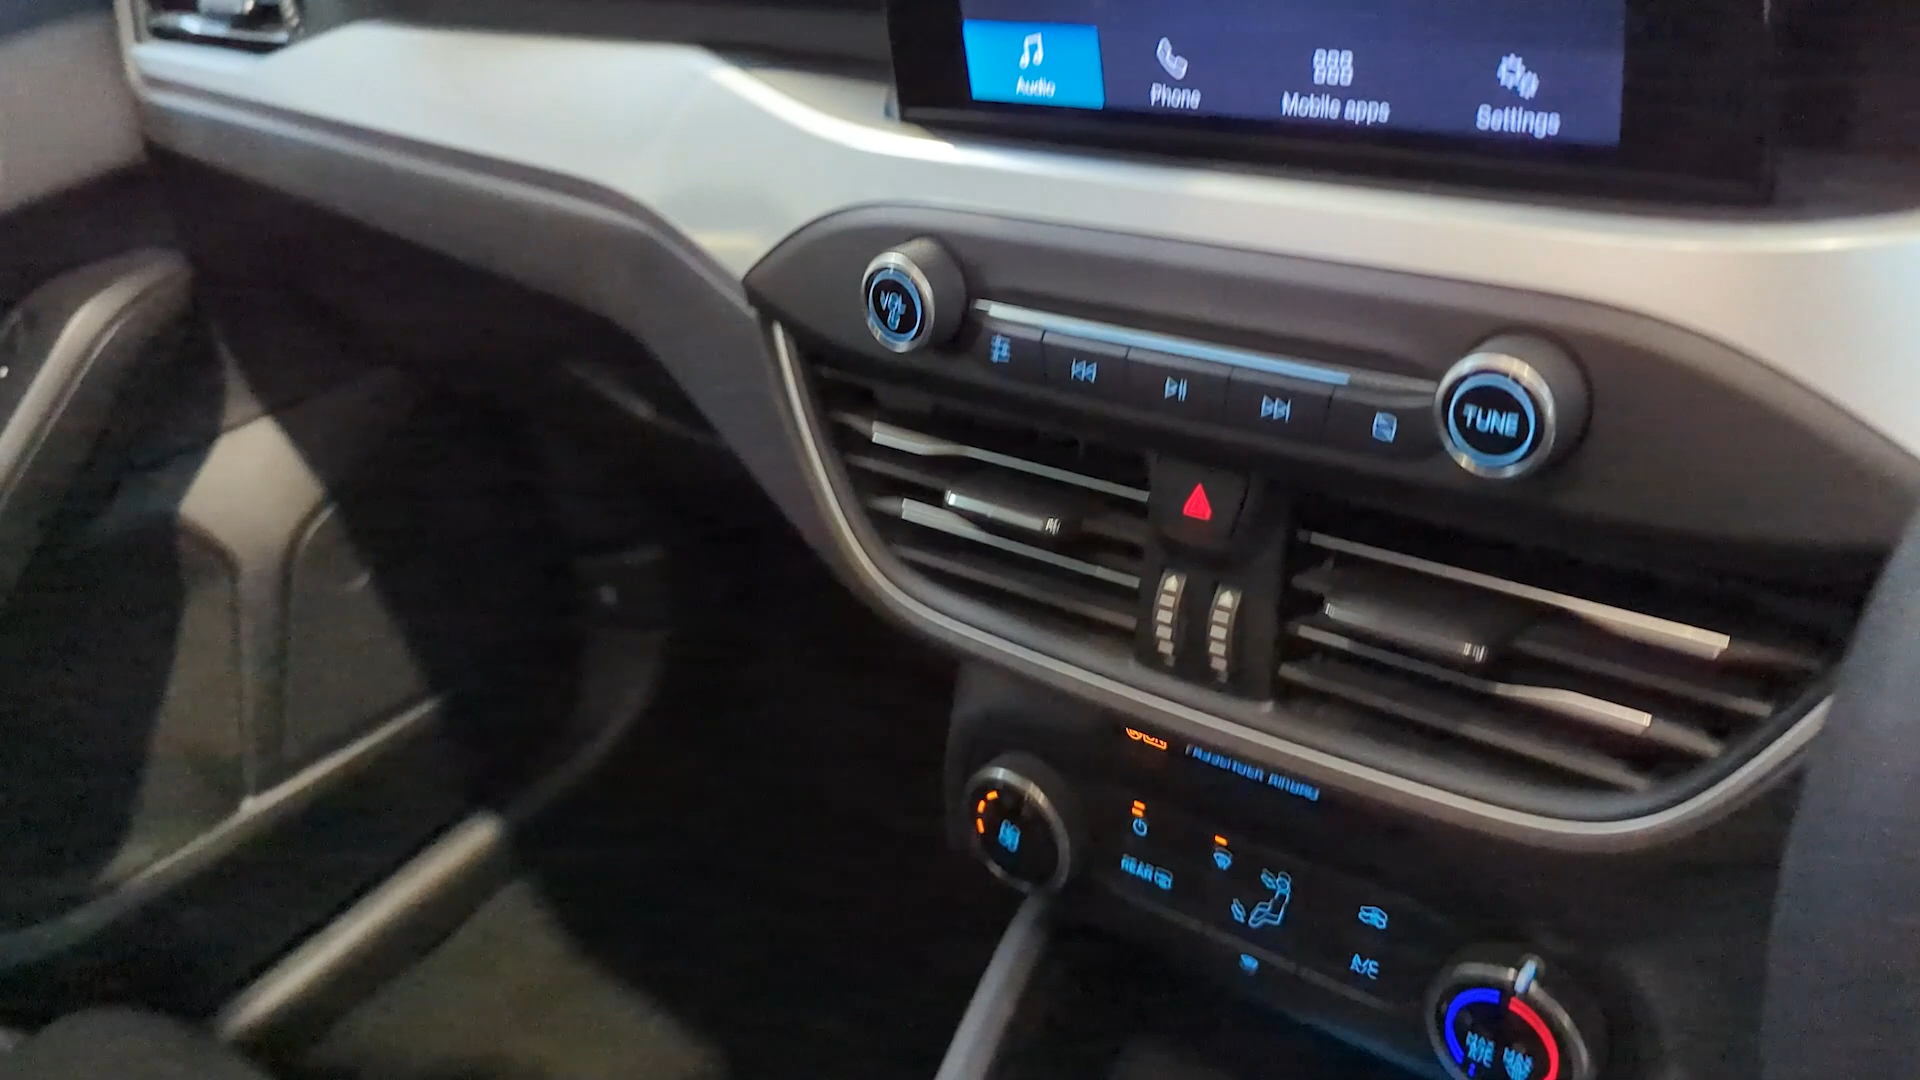 Audio
Phone
Mobile apps
Settings
VOL
TUNE
PASSENGER AIRBAG
REAR
A/C
MAX
A/C
MAX